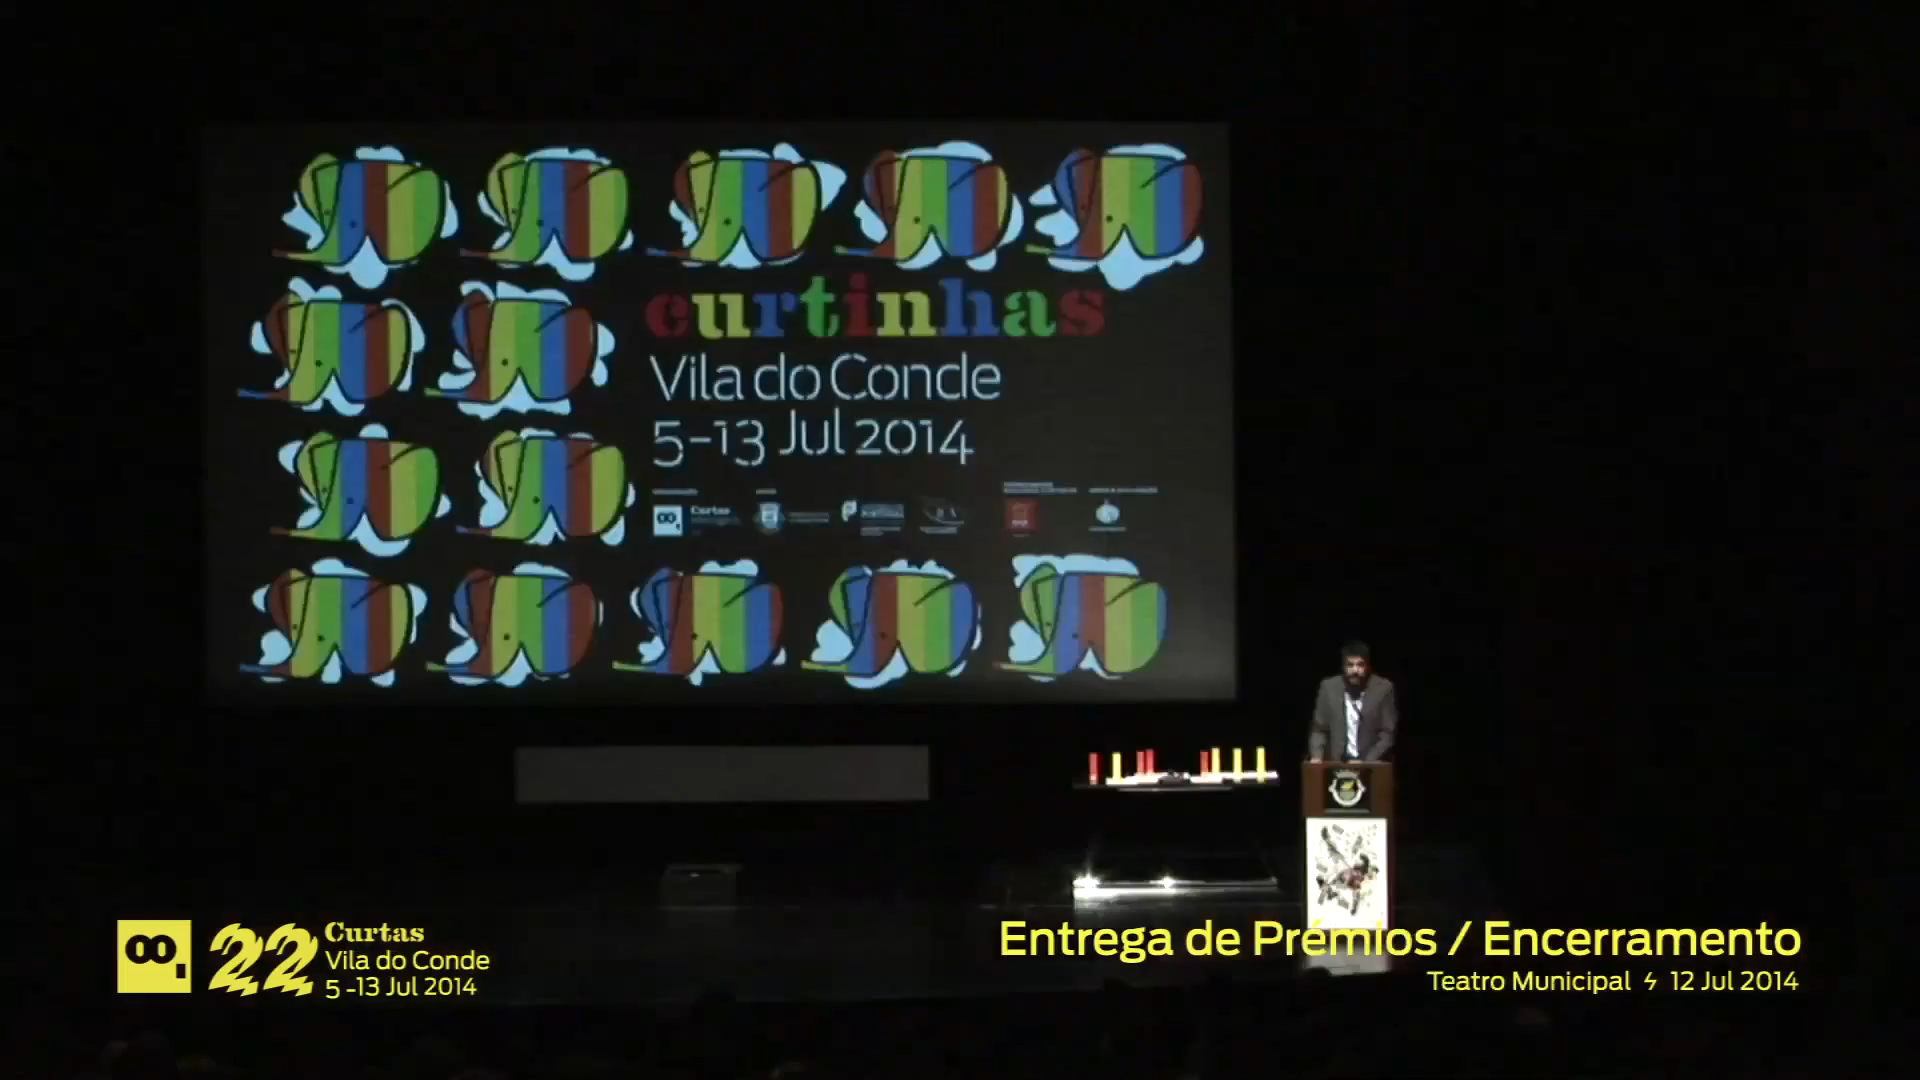 curtinhas
Vila do Conde
5-13 Jul 2014
Curtas
22
Curtas
Vila do Conde
5-13 Jul 2014
Entrega de Prémios / Encerramento
Teatro Municipal ϟ 12 Jul 2014